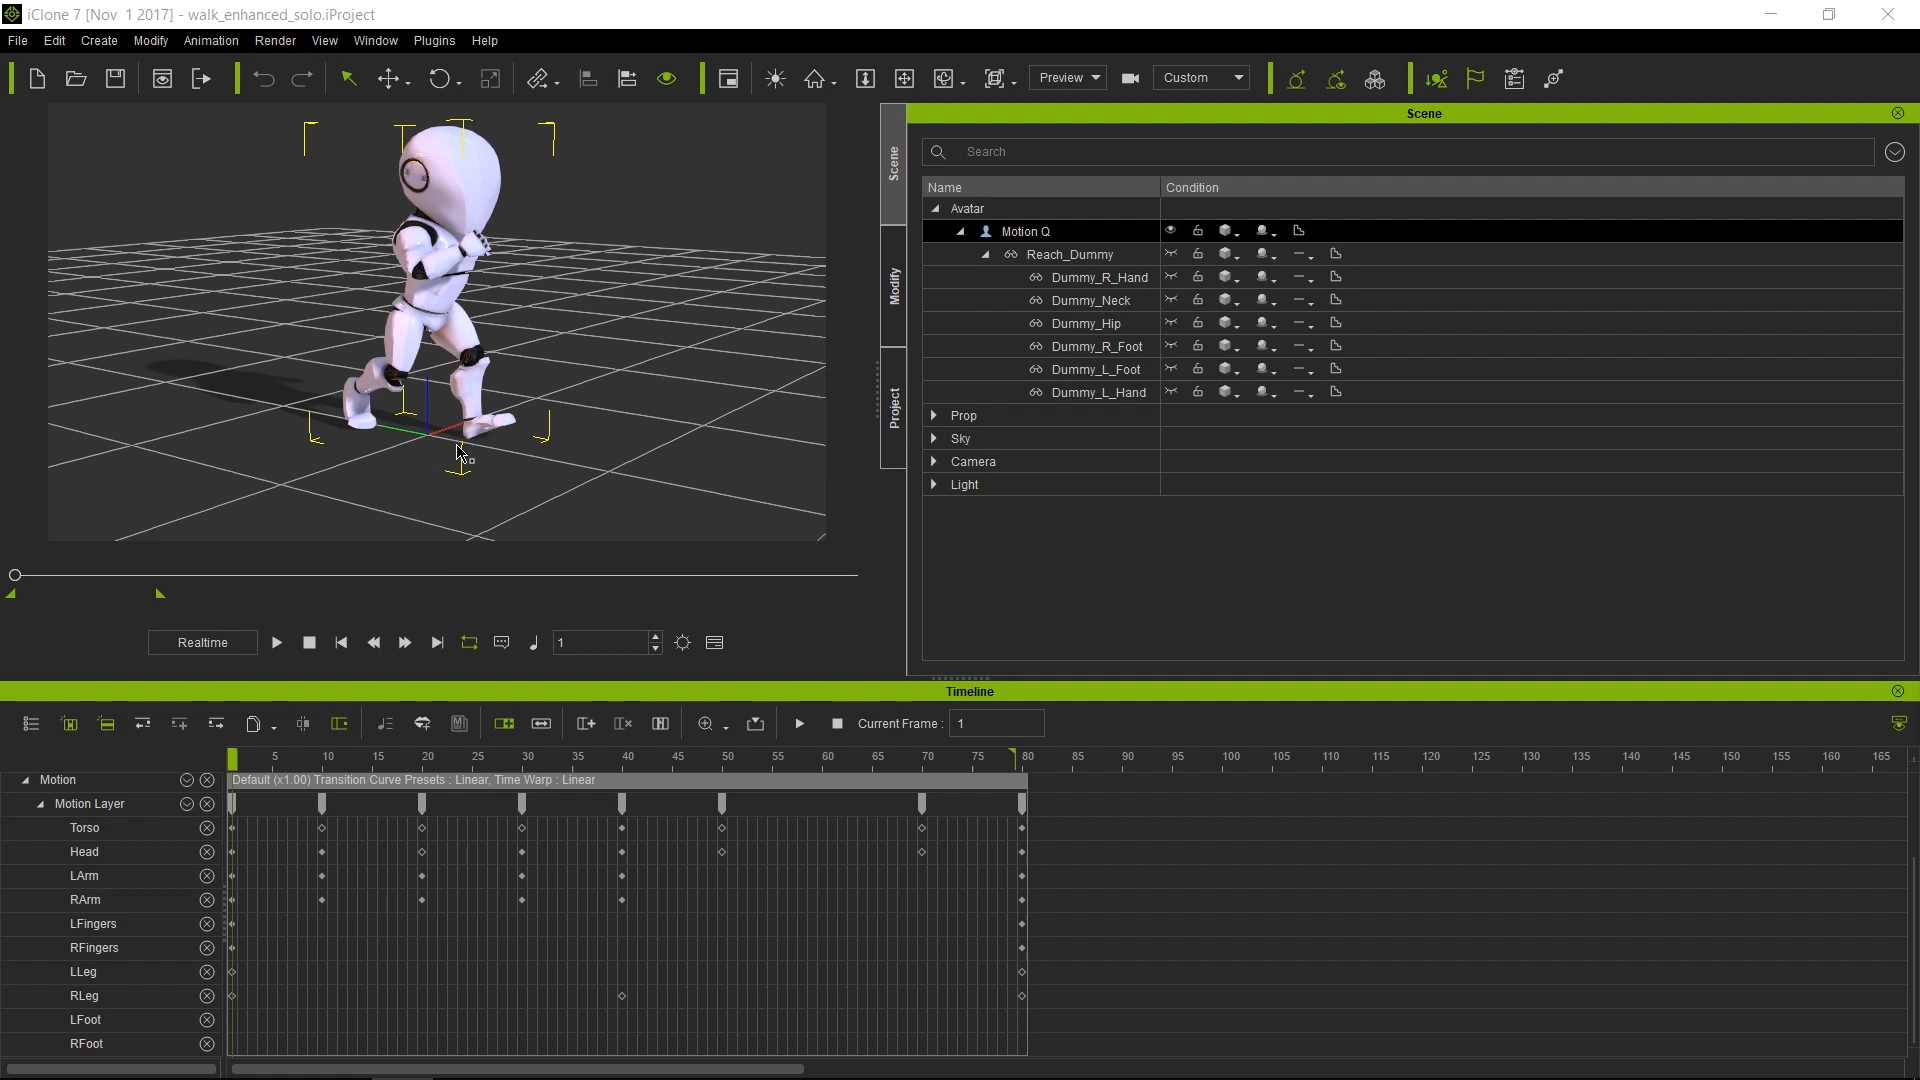 iClone 7 [Nov  1 2017] - walk_enhanced_solo.iProject
File Edit Create Modify Animation Render View Window Plugins Help
Preview Custom
Scene
Scene
Modify
Project
Search
Name Condition
Avatar
Motion Q
Reach_Dummy
Dummy_R_Hand
Dummy_Neck
Dummy_Hip
Dummy_R_Foot
Dummy_L_Foot
Dummy_L_Hand
Prop
Sky
Camera
Light
Realtime 1
Timeline
Current Frame : 1
5 10 15 20 25 30 35 40 45 50 55 60 65 70 75 80 85 90 95 100 105 110 115 120 125 130 135 140 145 150 155 160 165
Motion Default (x1.00) Transition Curve Presets : Linear, Time Warp : Linear
Motion Layer
Torso
Head
LArm
RArm
LFingers
RFingers
LLeg
RLeg
LFoot
RFoot